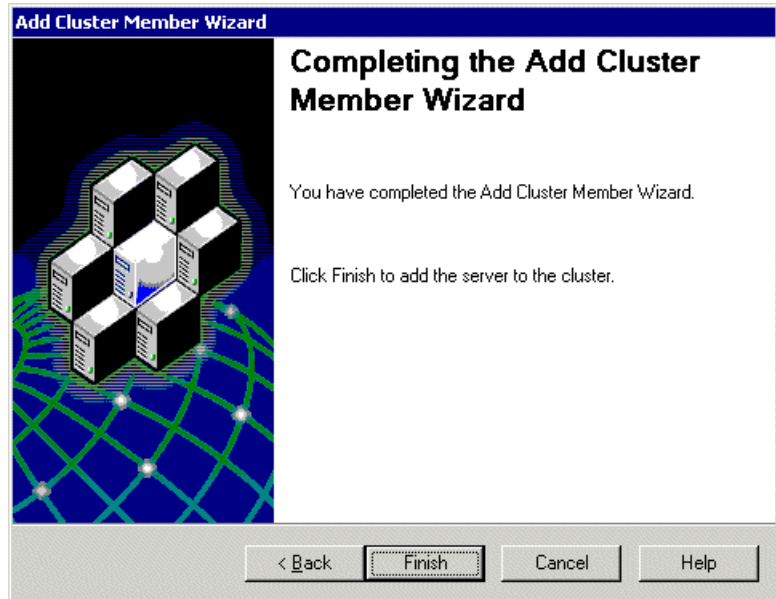 Add Cluster Member Wizard
Completing the Add Cluster
Member Wizard
You have completed the Add Cluster Member Wizard.
Click Finish to add the server to the cluster.
< Back
Finish
Cancel
Help